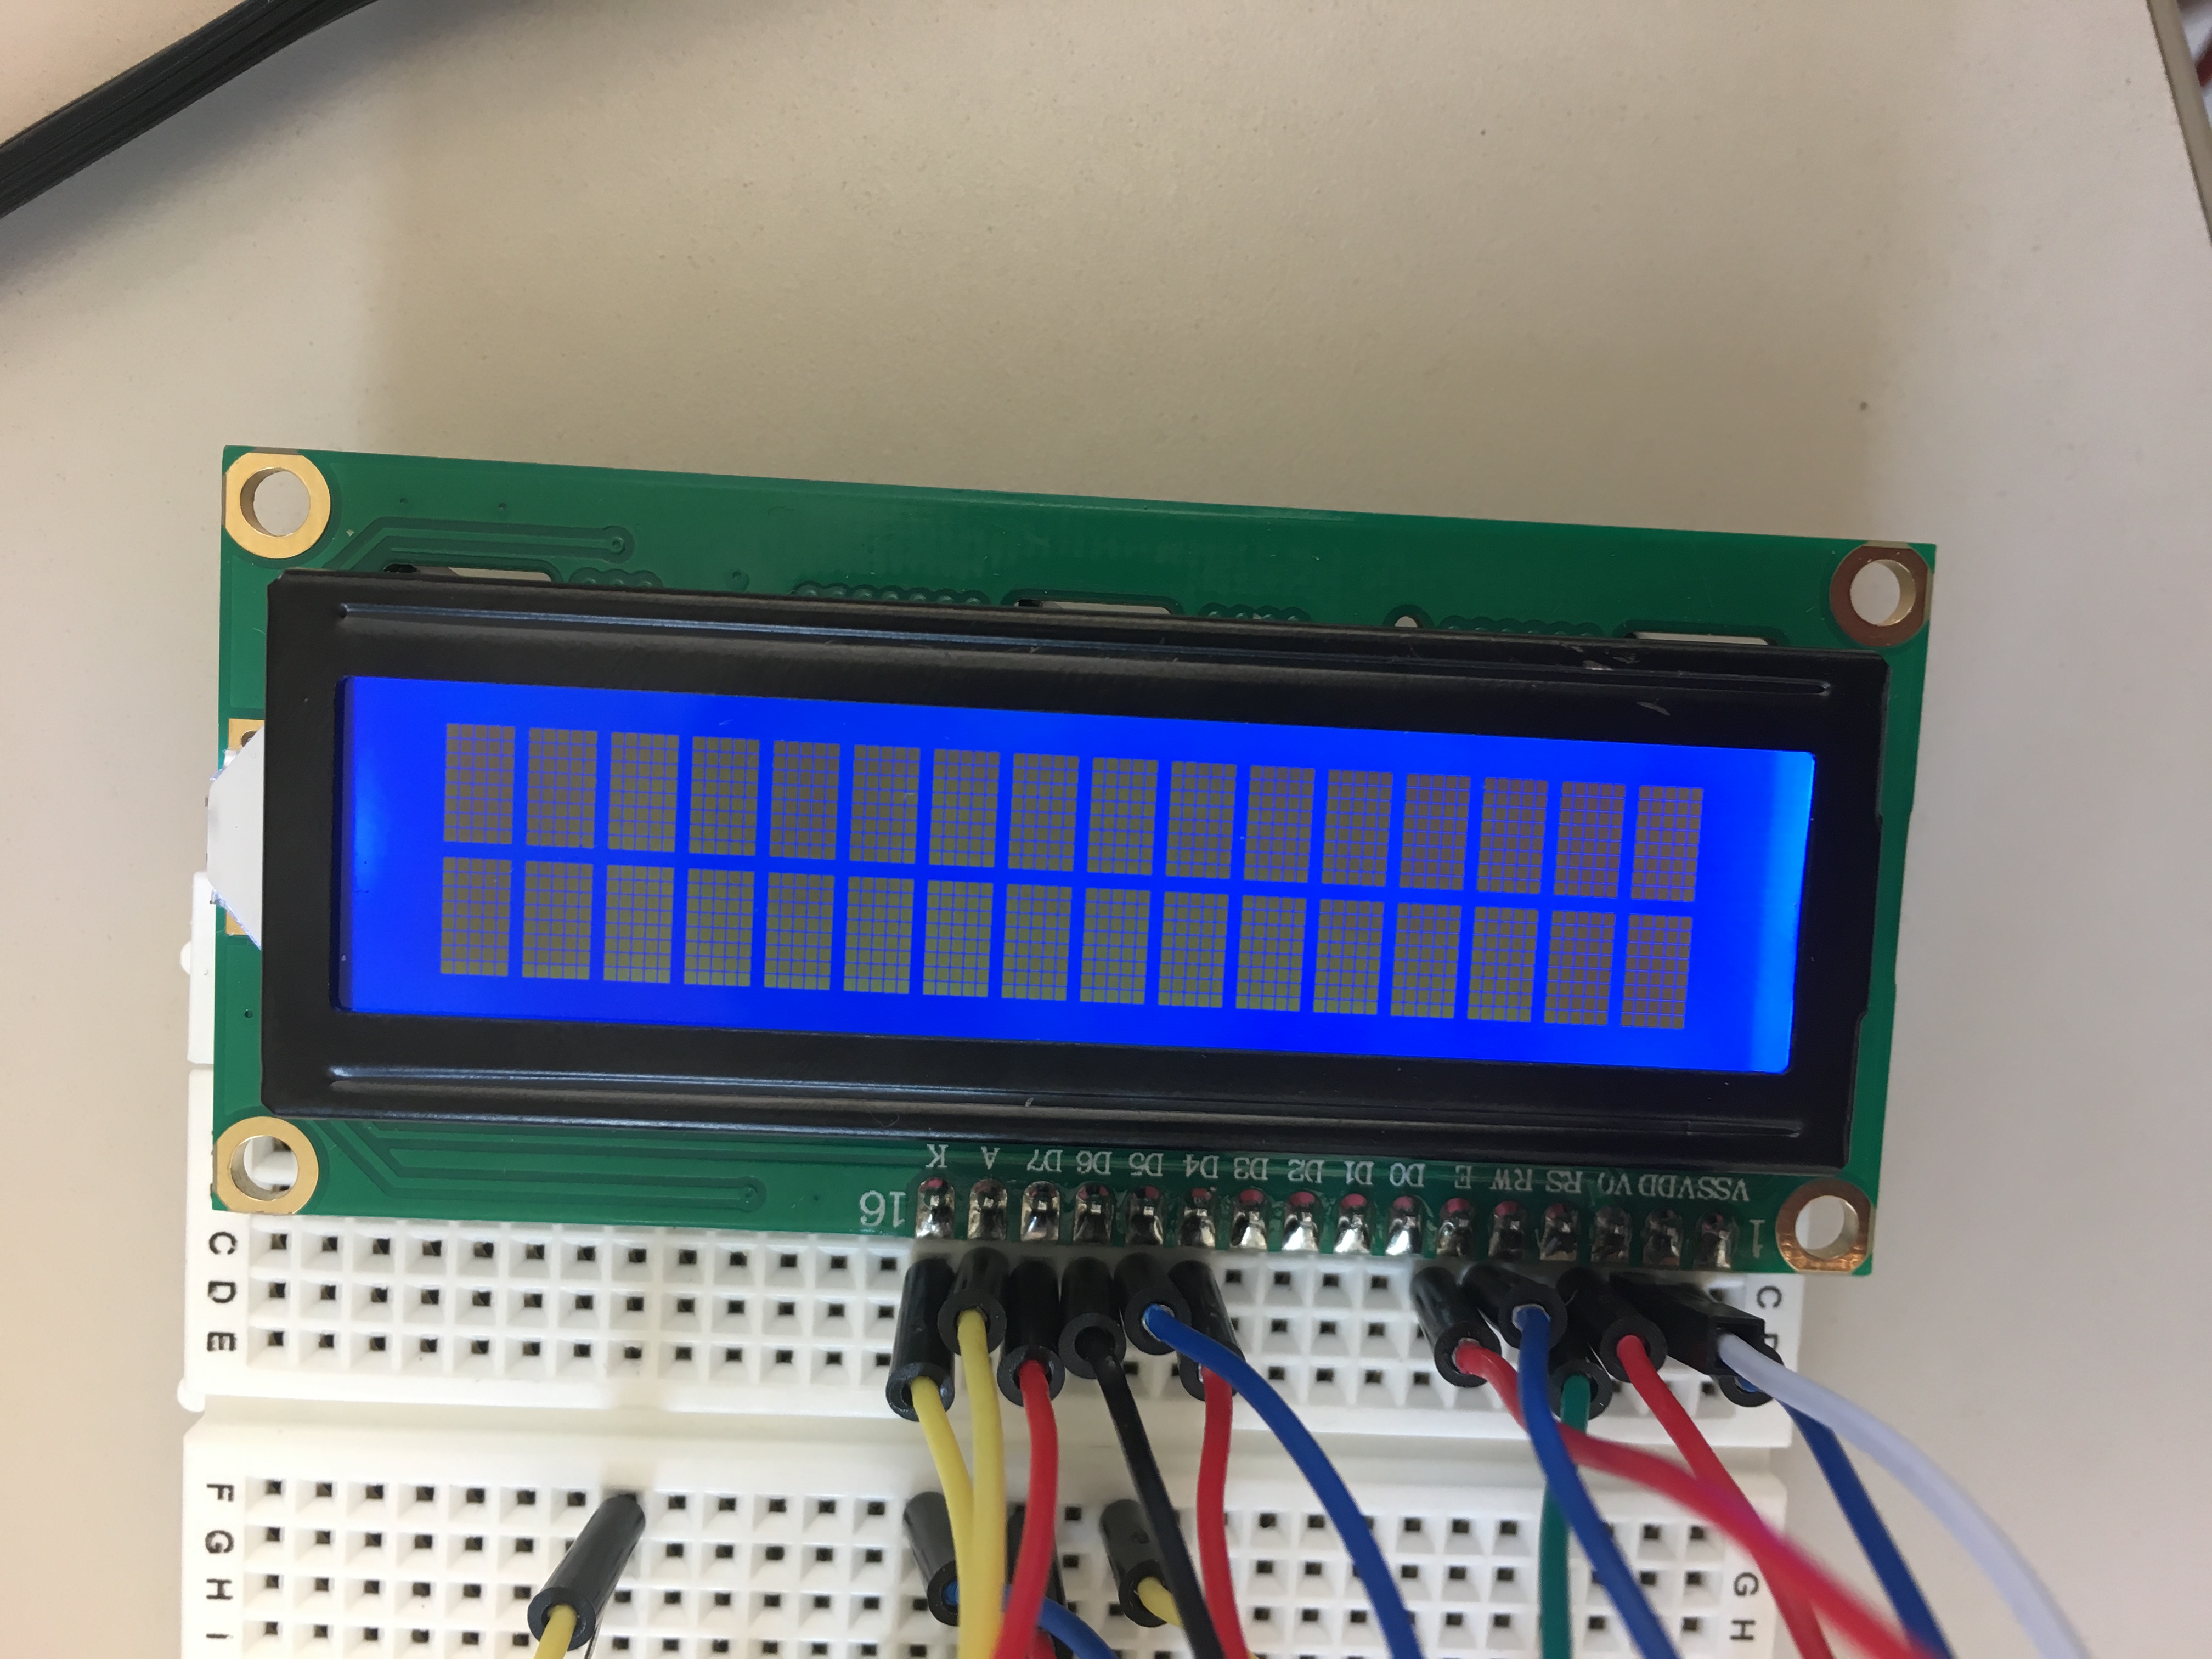 I H G F
E D C
16
VSS VDD V0 RS RW E D0 D1 D2 D3 D4 D5 D6 D7 A K
1
H G
C